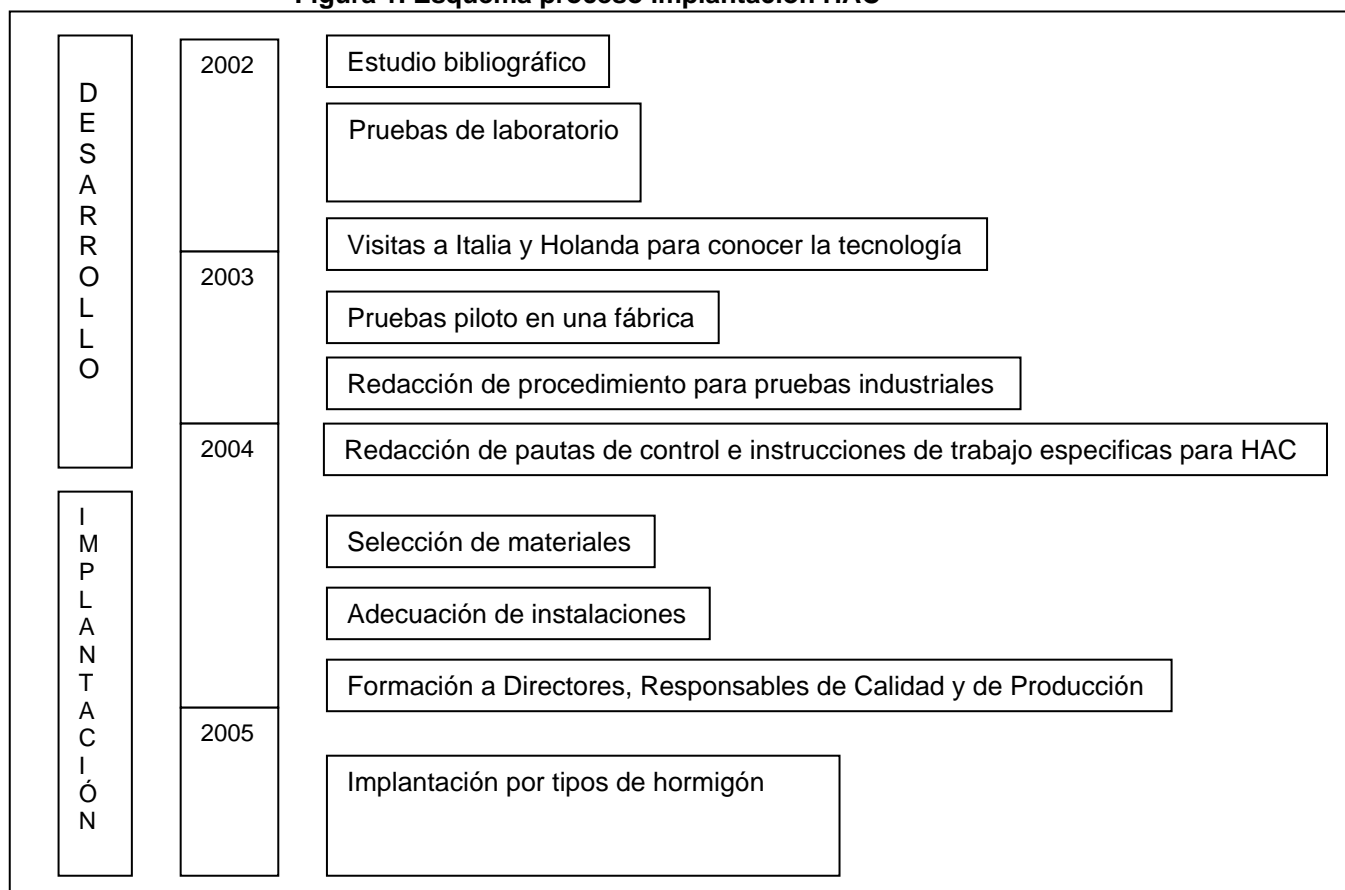 Figura 1. Esquema proceso implantación HAC
DESARROLLO
2002
Estudio bibliográfico
Pruebas de laboratorio
Visitas a Italia y Holanda para conocer la tecnología
2003
Pruebas piloto en una fábrica
Redacción de procedimiento para pruebas industriales
2004
Redacción de pautas de control e instrucciones de trabajo especificas para HAC
IMPLANTACIÓN
Selección de materiales
Adecuación de instalaciones
Formación a Directores, Responsables de Calidad y de Producción
2005
Implantación por tipos de hormigón